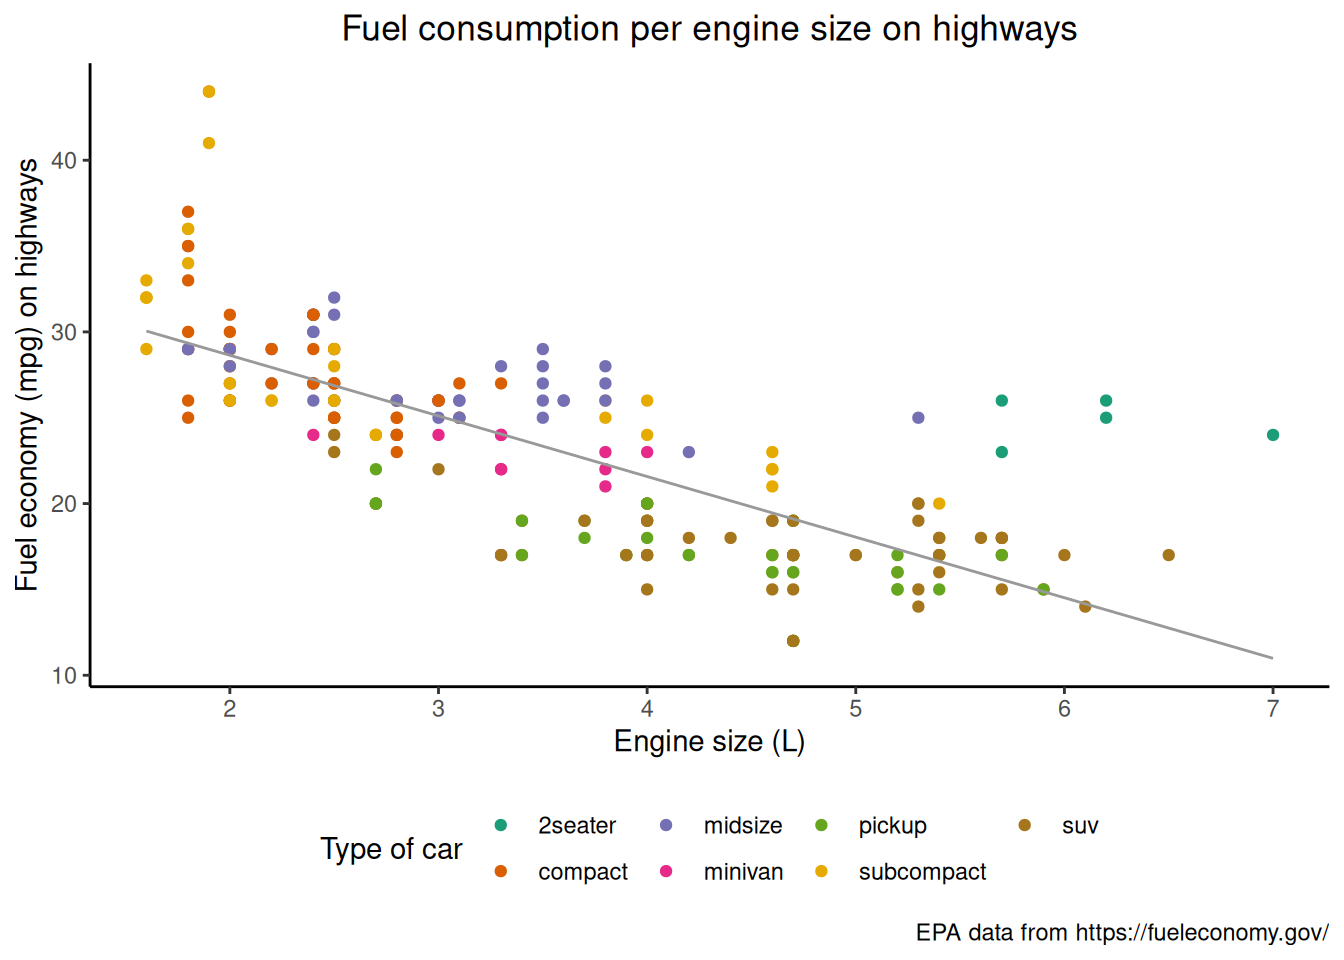 Fuel consumption per engine size on highways
Fuel economy (mpg) on highways
40
30
20
10
2 3 4 5 6 7
Engine size (L)
Type of car
2seater midsize pickup suv
compact minivan subcompact
EPA data from https://fueleconomy.gov/